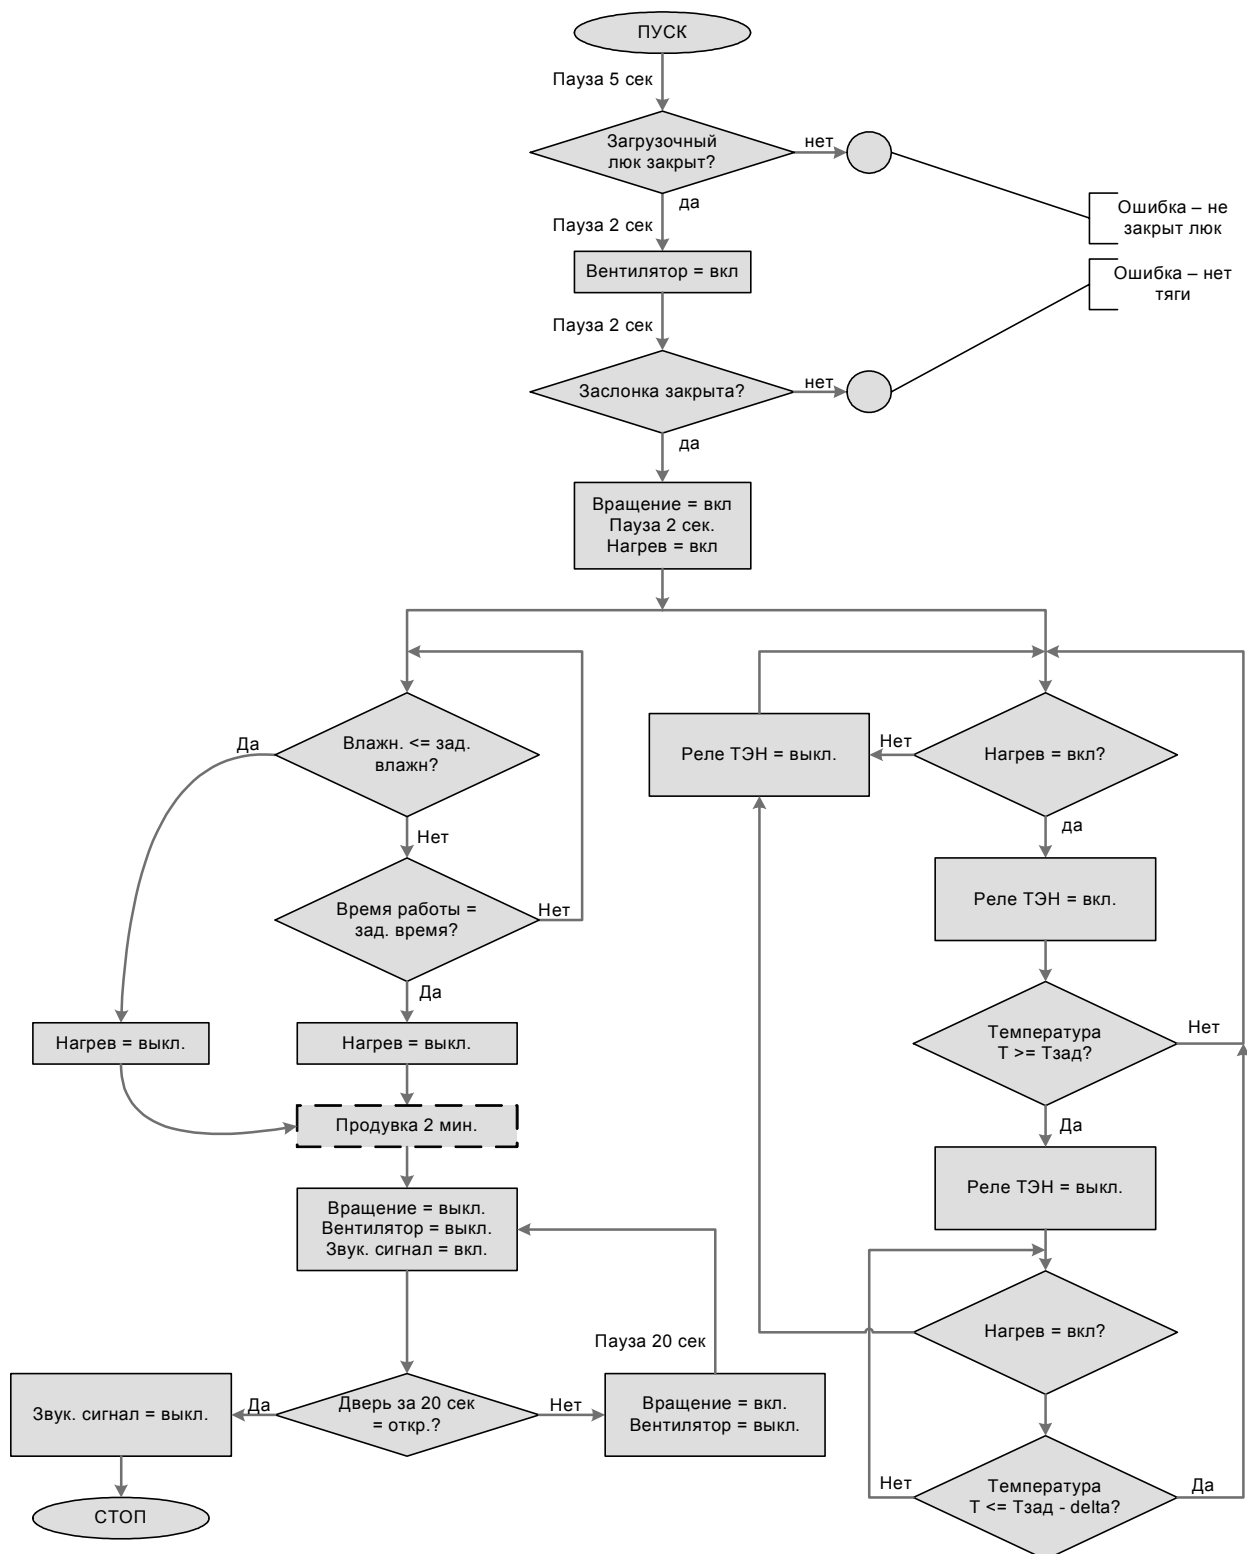 ПУСК
Пауза 5 сек
Загрузочный
люк закрыт?
нет
Ошибка – не
закрыт люк
да
Пауза 2 сек
Вентилятор = вкл
Ошибка – нет
тяги
Пауза 2 сек
Заслонка закрыта?
нет
да
Вращение = вкл
Пауза 2 сек.
Нагрев = вкл
Влажн. <= зад.
влажн?
Да
Нет
Время работы =
зад. время?
Нет
Да
Нагрев = выкл.
Нагрев = выкл.
Продувка 2 мин.
Вращение = выкл.
Вентилятор = выкл.
Звук. сигнал = вкл.
Пауза 20 сек
Дверь за 20 сек
= откр.?
Да
Нет
Звук. сигнал = выкл.
Вращение = вкл.
Вентилятор = выкл.
СТОП
Реле ТЭН = выкл.
Нет
Нагрев = вкл?
да
Реле ТЭН = вкл.
Температура
T >= Tзад?
Нет
Да
Реле ТЭН = выкл.
Нагрев = вкл?
Температура
T <= Tзад - delta?
Нет
Да